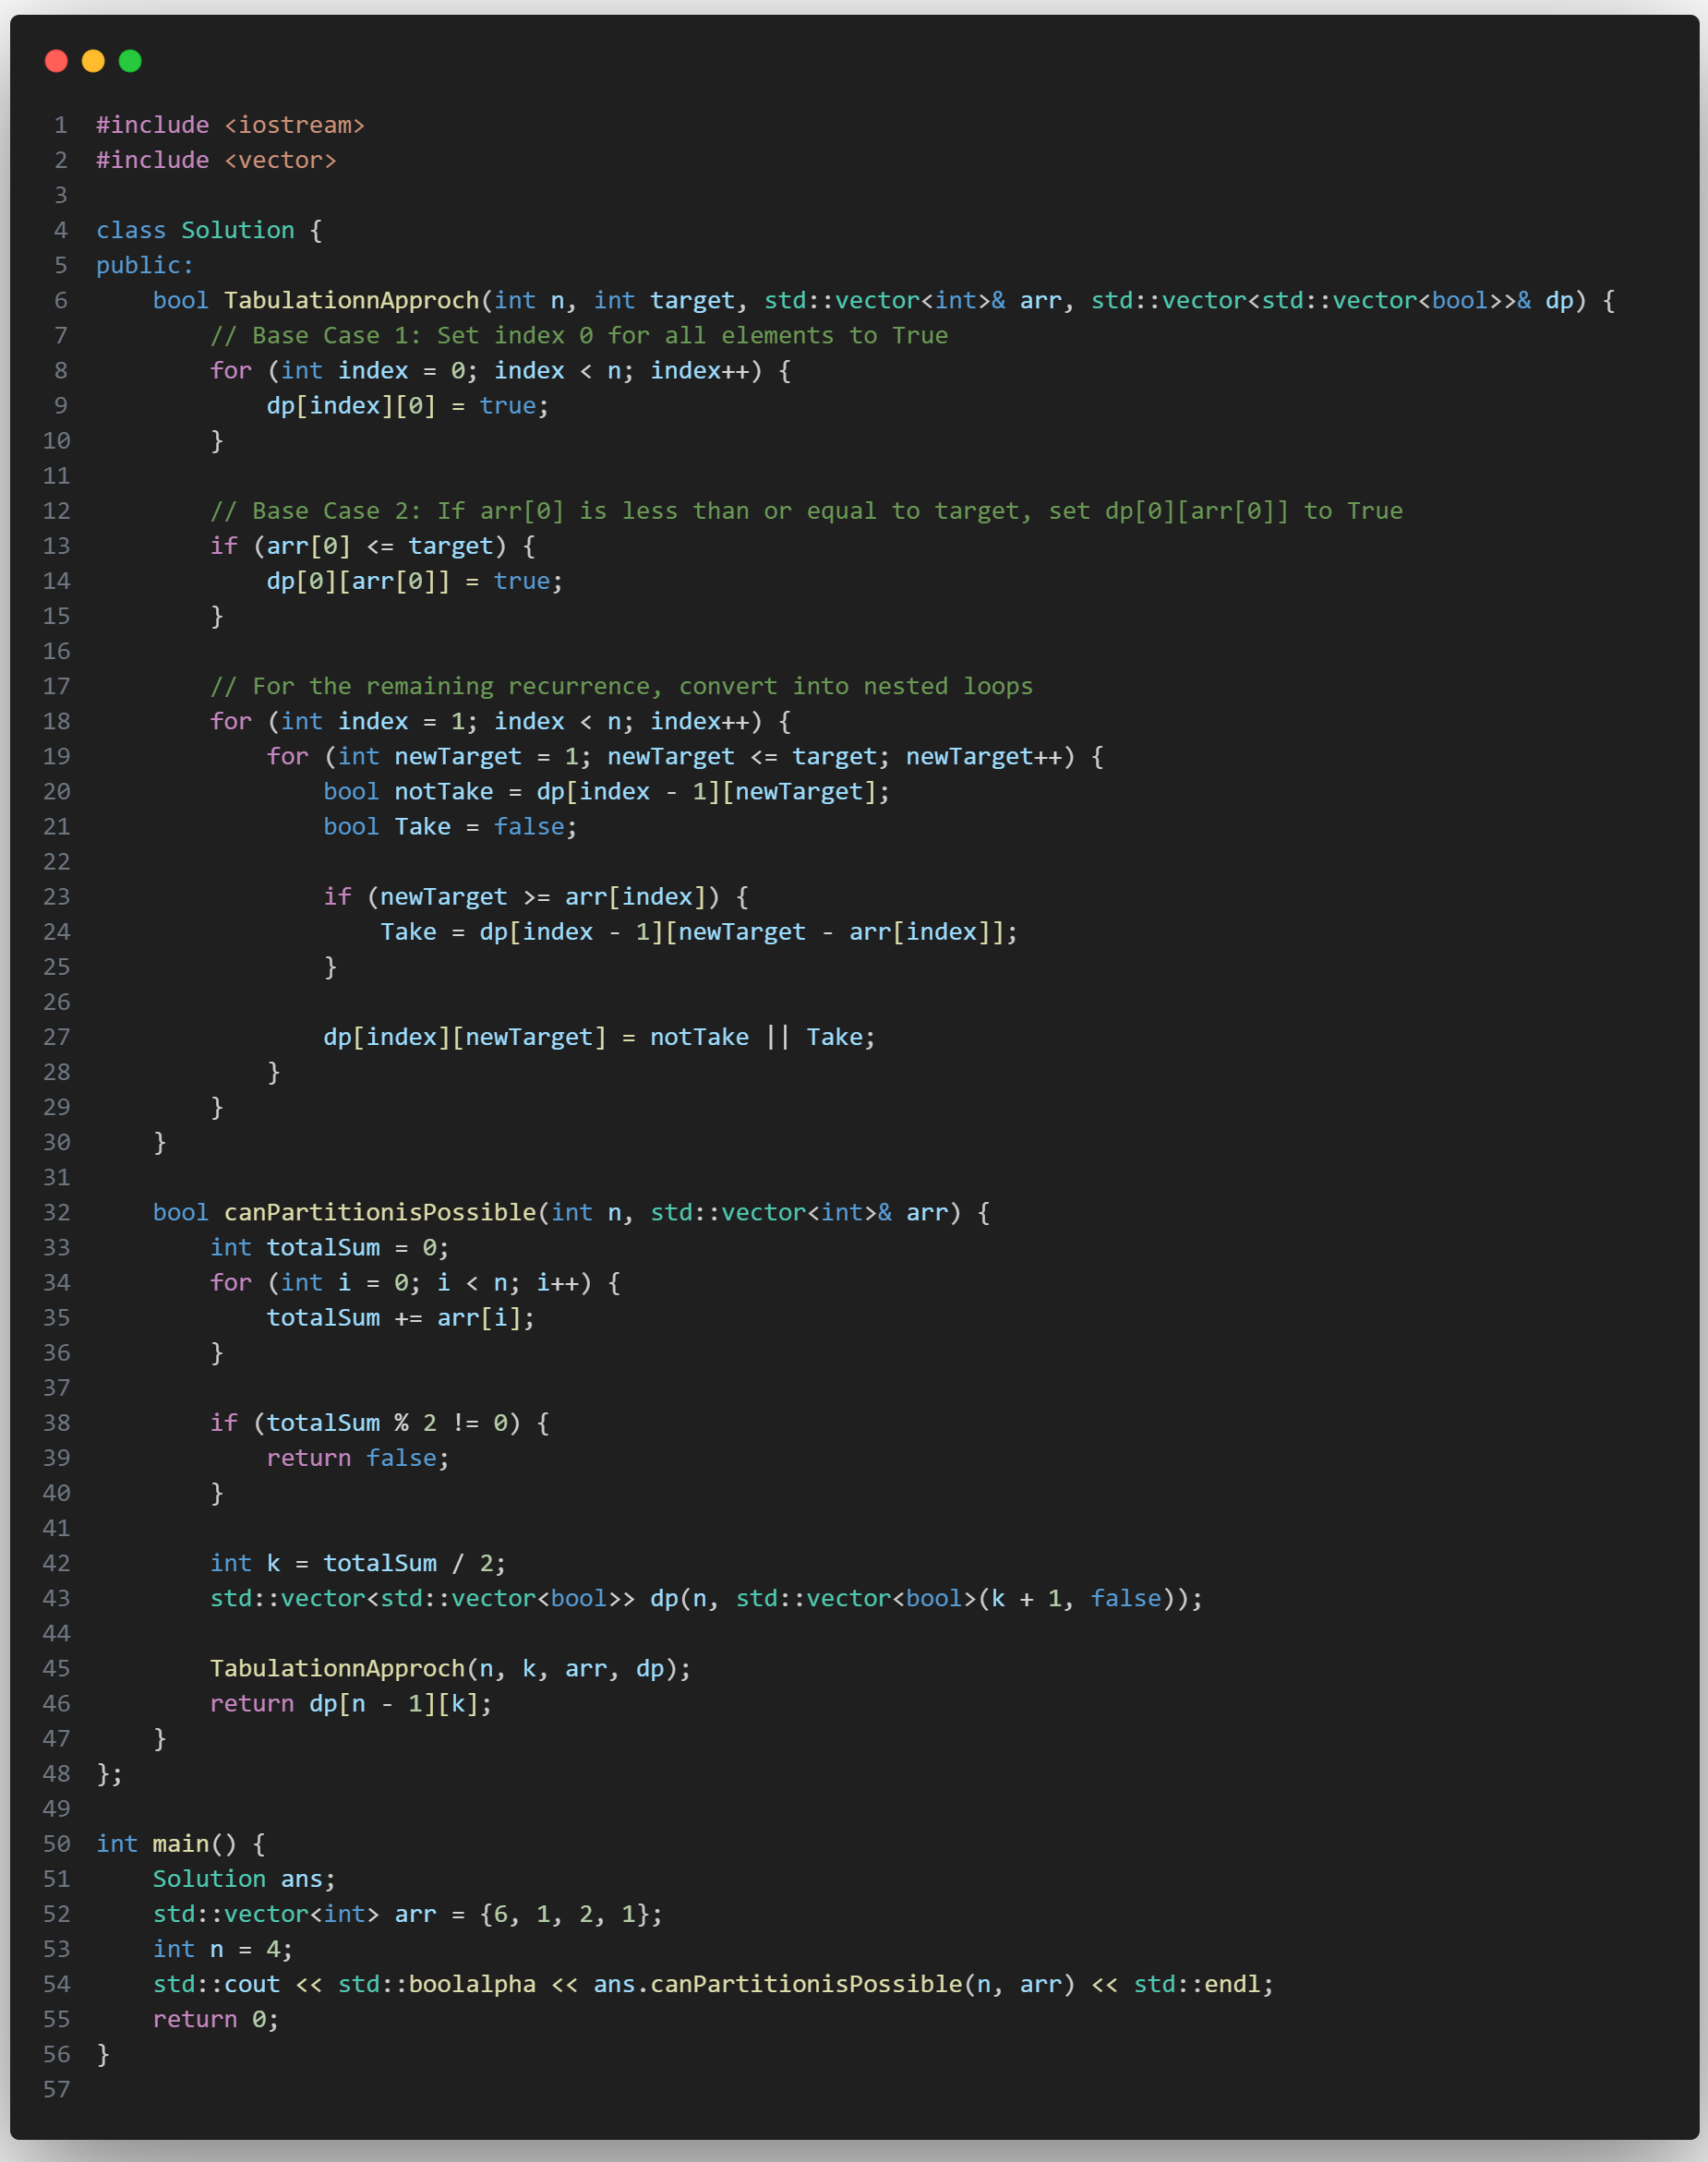 1 #include <iostream>
2 #include <vector>
3
4 class Solution {
5 public:
6     bool TabulationnApproch(int n, int target, std::vector<int>& arr, std::vector<std::vector<bool>>& dp) {
7         // Base Case 1: Set index 0 for all elements to True
8         for (int index = 0; index < n; index++) {
9             dp[index][0] = true;
10         }
11
12         // Base Case 2: If arr[0] is less than or equal to target, set dp[0][arr[0]] to True
13         if (arr[0] <= target) {
14             dp[0][arr[0]] = true;
15         }
16
17         // For the remaining recurrence, convert into nested loops
18         for (int index = 1; index < n; index++) {
19             for (int newTarget = 1; newTarget <= target; newTarget++) {
20                 bool notTake = dp[index - 1][newTarget];
21                 bool Take = false;
22
23                 if (newTarget >= arr[index]) {
24                     Take = dp[index - 1][newTarget - arr[index]];
25                 }
26
27                 dp[index][newTarget] = notTake || Take;
28             }
29         }
30     }
31
32     bool canPartitionisPossible(int n, std::vector<int>& arr) {
33         int totalSum = 0;
34         for (int i = 0; i < n; i++) {
35             totalSum += arr[i];
36         }
37
38         if (totalSum % 2 != 0) {
39             return false;
40         }
41
42         int k = totalSum / 2;
43         std::vector<std::vector<bool>> dp(n, std::vector<bool>(k + 1, false));
44
45         TabulationnApproch(n, k, arr, dp);
46         return dp[n - 1][k];
47     }
48 };
49
50 int main() {
51     Solution ans;
52     std::vector<int> arr = {6, 1, 2, 1};
53     int n = 4;
54     std::cout << std::boolalpha << ans.canPartitionisPossible(n, arr) << std::endl;
55     return 0;
56 }
57